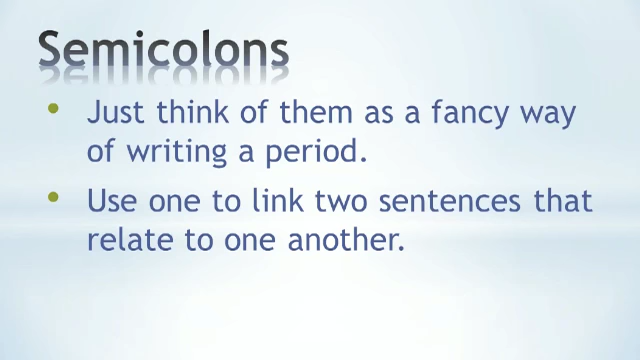 Semicolons
• Just think of them as a fancy way
of writing a period.
• Use one to link two sentences that
relate to one another.